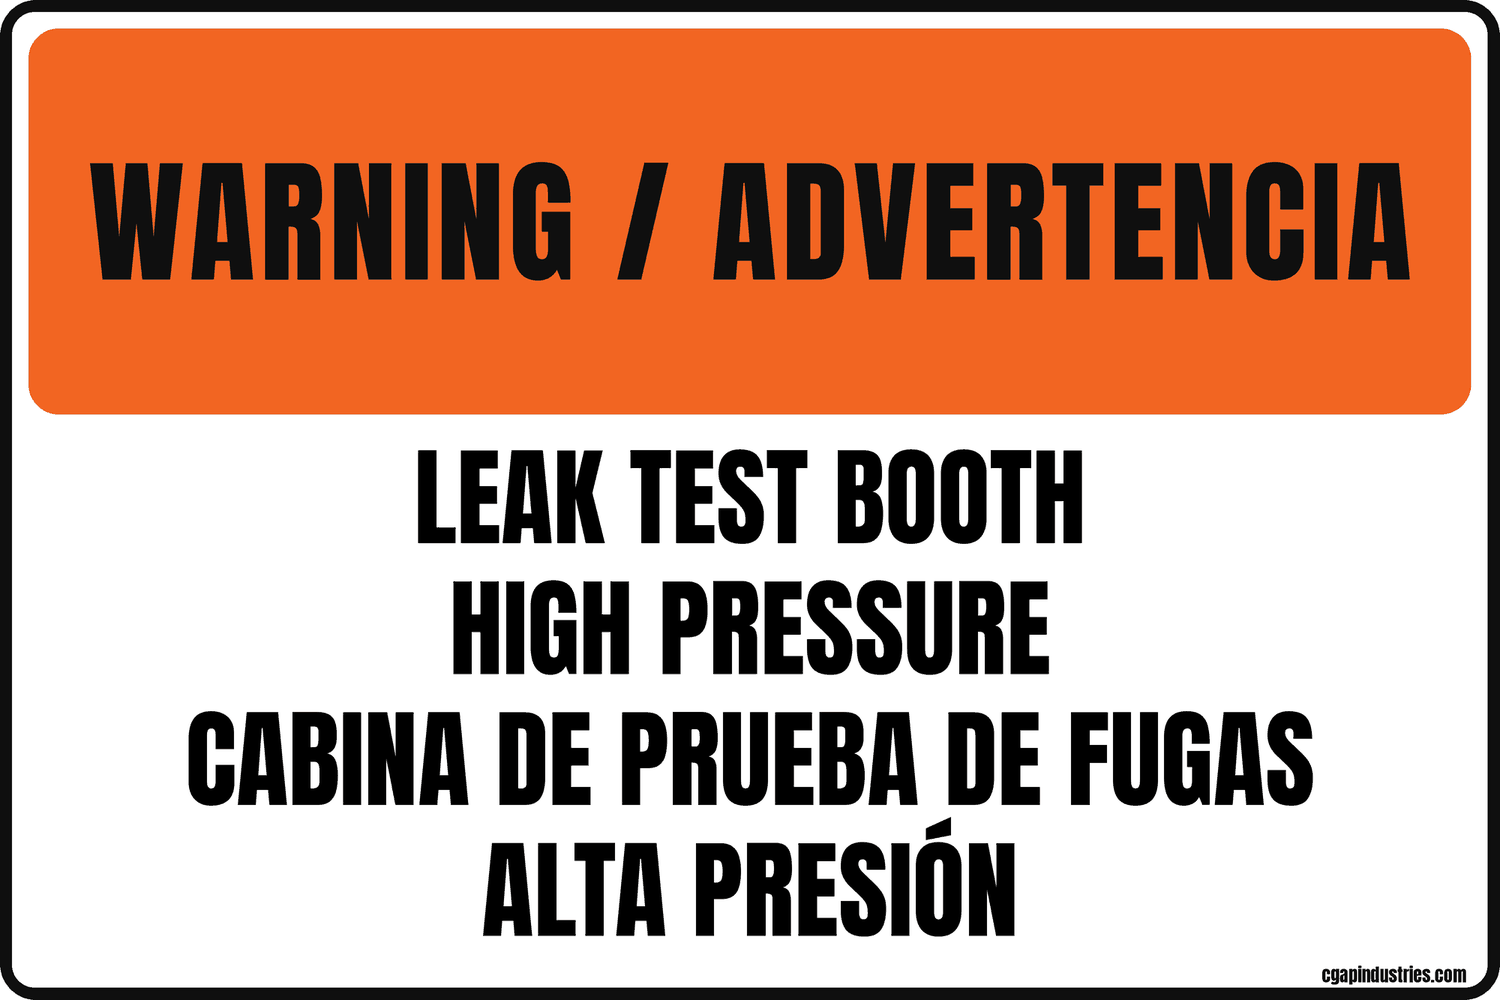 WARNING / ADVERTENCIA
LEAK TEST BOOTH
HIGH PRESSURE
CABINA DE PRUEBA DE FUGAS
ALTA PRESIÓN
cgapindustries.com